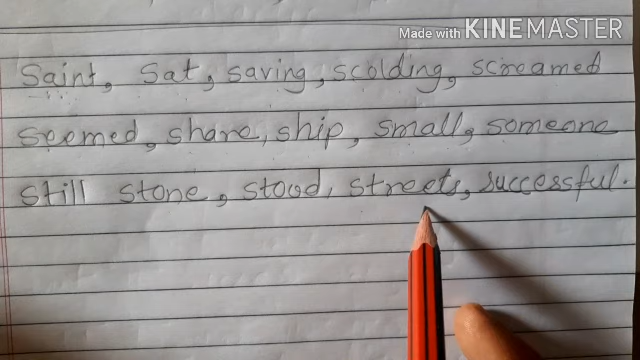 Made with KINEMASTER
Saint, Sat, saving, scolding, screamed
seemed, share, ship, small, someone
still stone, stood, streets, successful.